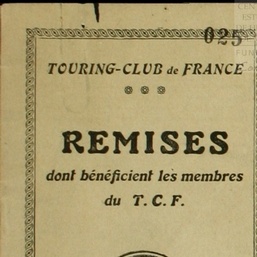 025
TOURING-CLUB de FRANCE
REMISES
dont bénéficient les membres
du T. C. F.